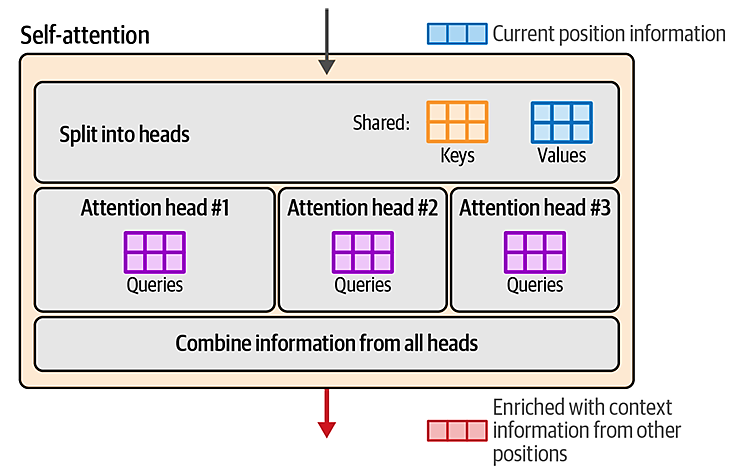 Self-attention
Current position information
Split into heads
Shared:
Keys
Values
Attention head #1
Attention head #2
Attention head #3
Queries
Queries
Queries
Combine information from all heads
Enriched with context
information from other
positions